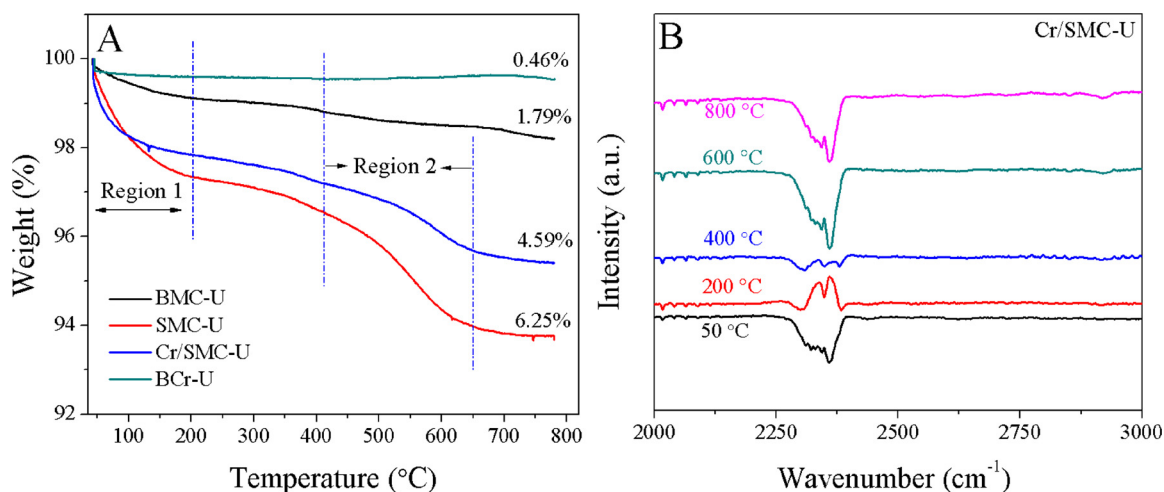 A
100
98
96
94
92
Weight (%)
0.46%
1.79%
Region 2
Region 1
4.59%
6.25%
BMC-U
SMC-U
Cr/SMC-U
BCr-U
100 200 300 400 500 600 700 800
Temperature (°C)
B
Cr/SMC-U
Intensity (a.u.)
800 °C
600 °C
400 °C
200 °C
50 °C
2000 2250 2500 2750 3000
Wavenumber (cm⁻¹)